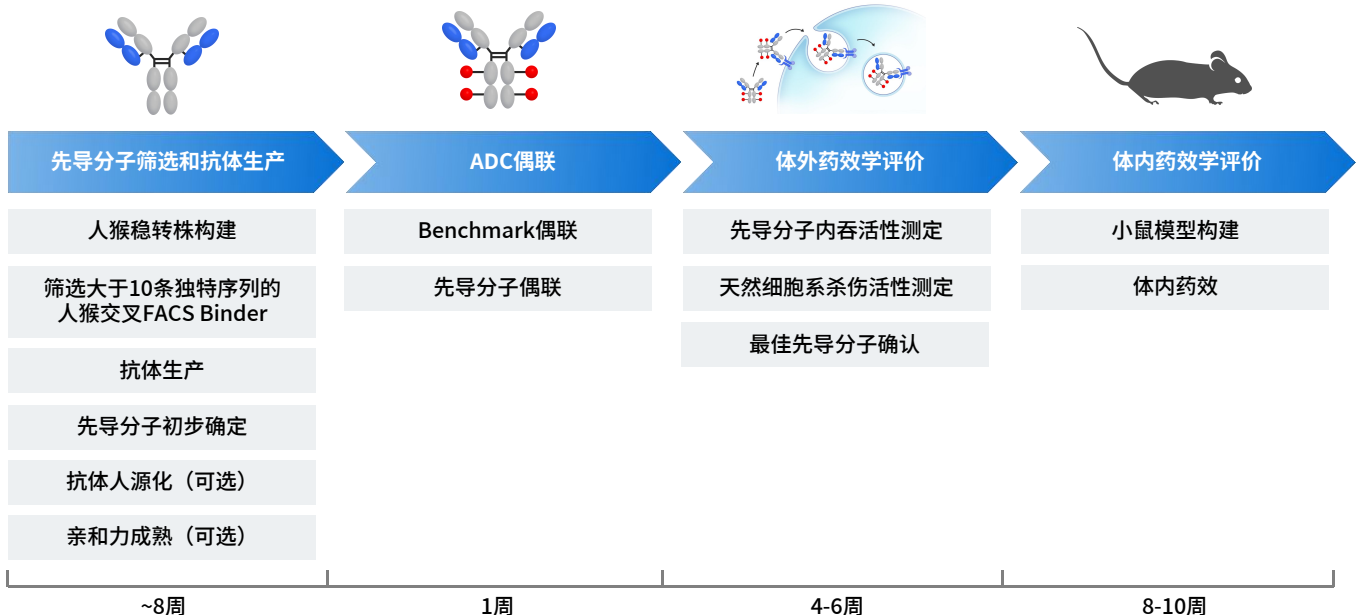 先导分子筛选和抗体生产
ADC偶联
体外药效学评价
体内药效学评价
人猴稳转株构建
筛选大于10条独特序列的
人猴交叉FACS Binder
抗体生产
先导分子初步确定
抗体人源化（可选）
亲和力成熟（可选）
Benchmark偶联
先导分子偶联
先导分子内吞活性测定
天然细胞系杀伤活性测定
最佳先导分子确认
小鼠模型构建
体内药效
~8周
1周
4-6周
8-10周